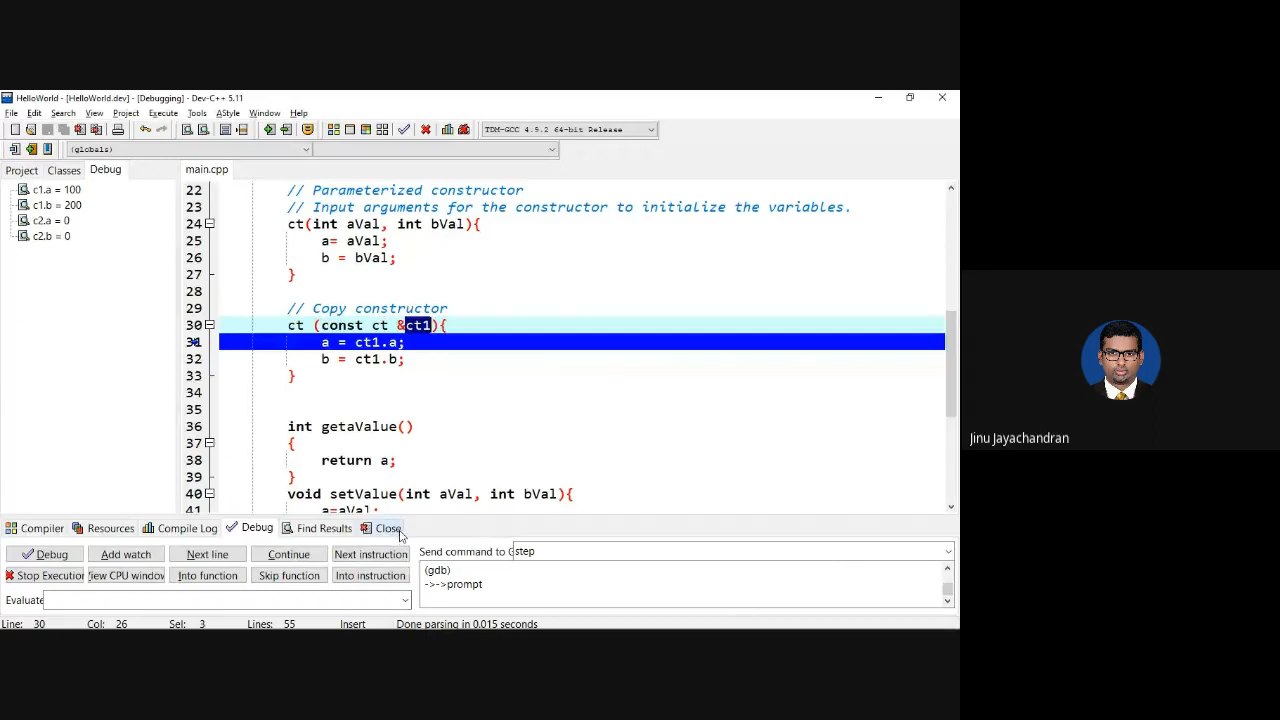 HelloWorld - [HelloWorld.dev] - [Debugging] - Dev-C++ 5.11
File Edit Search View Project Execute Tools AStyle Window Help
TDM-GCC 4.9.2 64-bit Release
(globals)
Project Classes Debug
main.cpp
c1.a = 100
c1.b = 200
c2.a = 0
c2.b = 0
22 // Parameterized constructor
23 // Input arguments for the constructor to initialize the variables.
24 ct(int aVal, int bVal){
25 a= aVal;
26 b = bVal;
27 }
28
29 // Copy constructor
30 ct (const ct &ct1){
31 a = ct1.a;
32 b = ct1.b;
33 }
34
35
36 int getaValue()
37 {
38 return a;
39 }
40 void setValue(int aVal, int bVal){
41 a=aVal;
Jinu Jayachandran
Compiler Resources Compile Log Debug Find Results Close
Debug Add watch Next line Continue Next instruction
Send command to G step
Stop Execution View CPU window Into function Skip function Into instruction
(gdb)
->->prompt
Evaluate
Line: 30 Col: 26 Sel: 3 Lines: 55 Insert Done parsing in 0.015 seconds